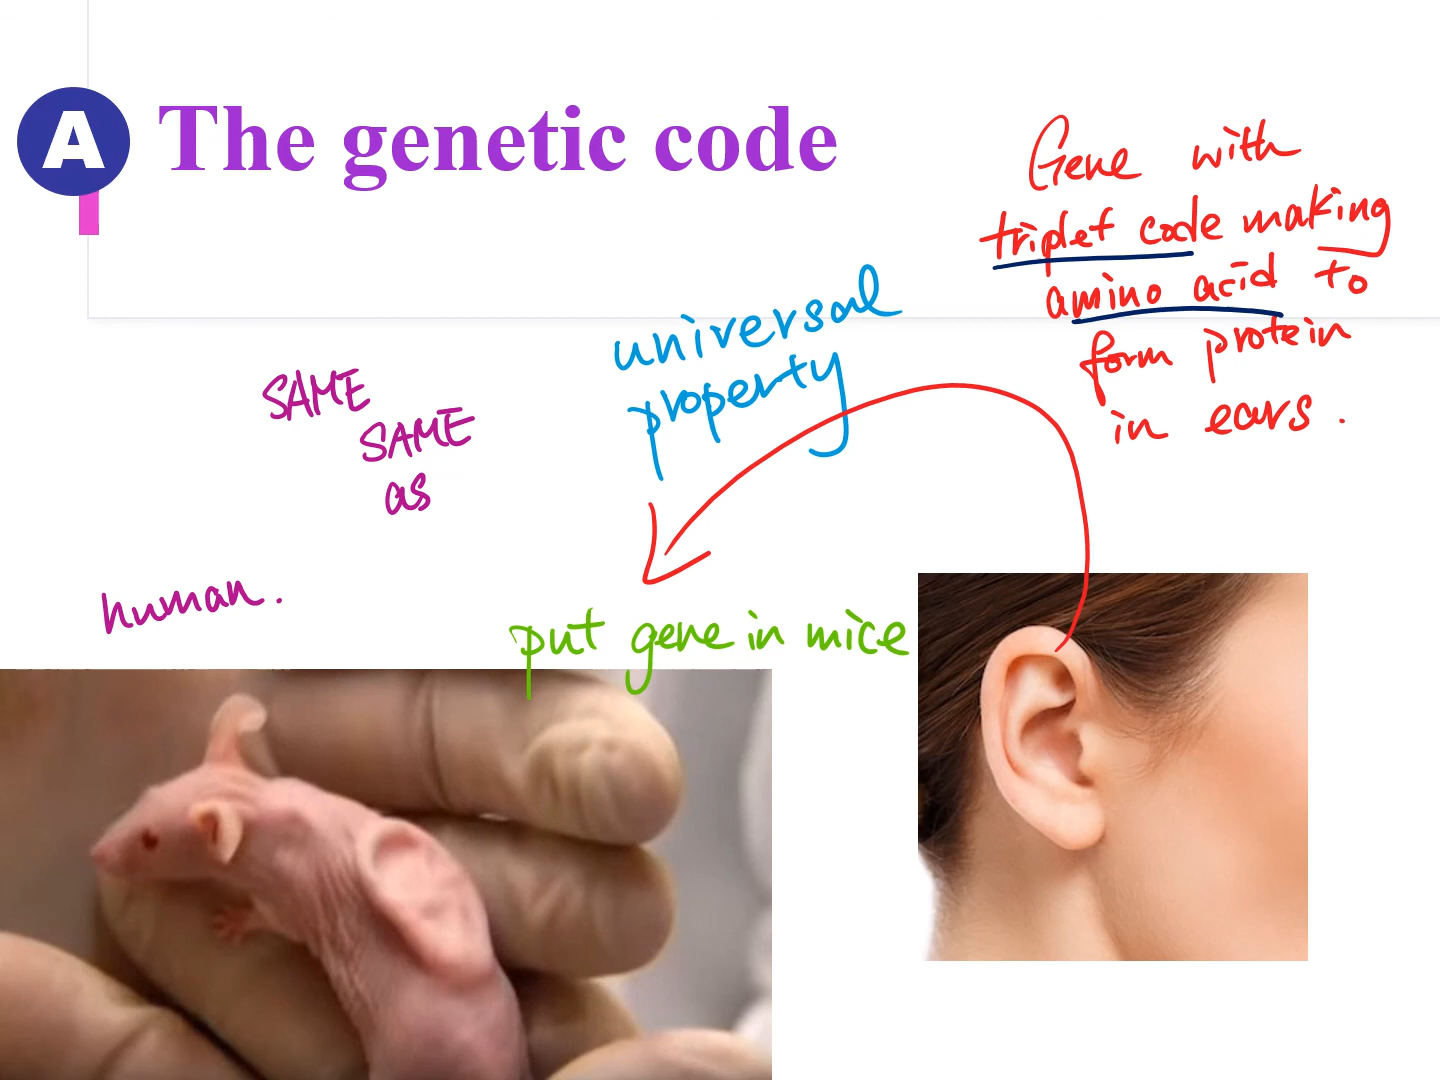 A
The genetic code
Gene with
triplet code making
amino acid to
form protein
in ears.
universal
property
SAME
SAME
as
human.
put gene in mice